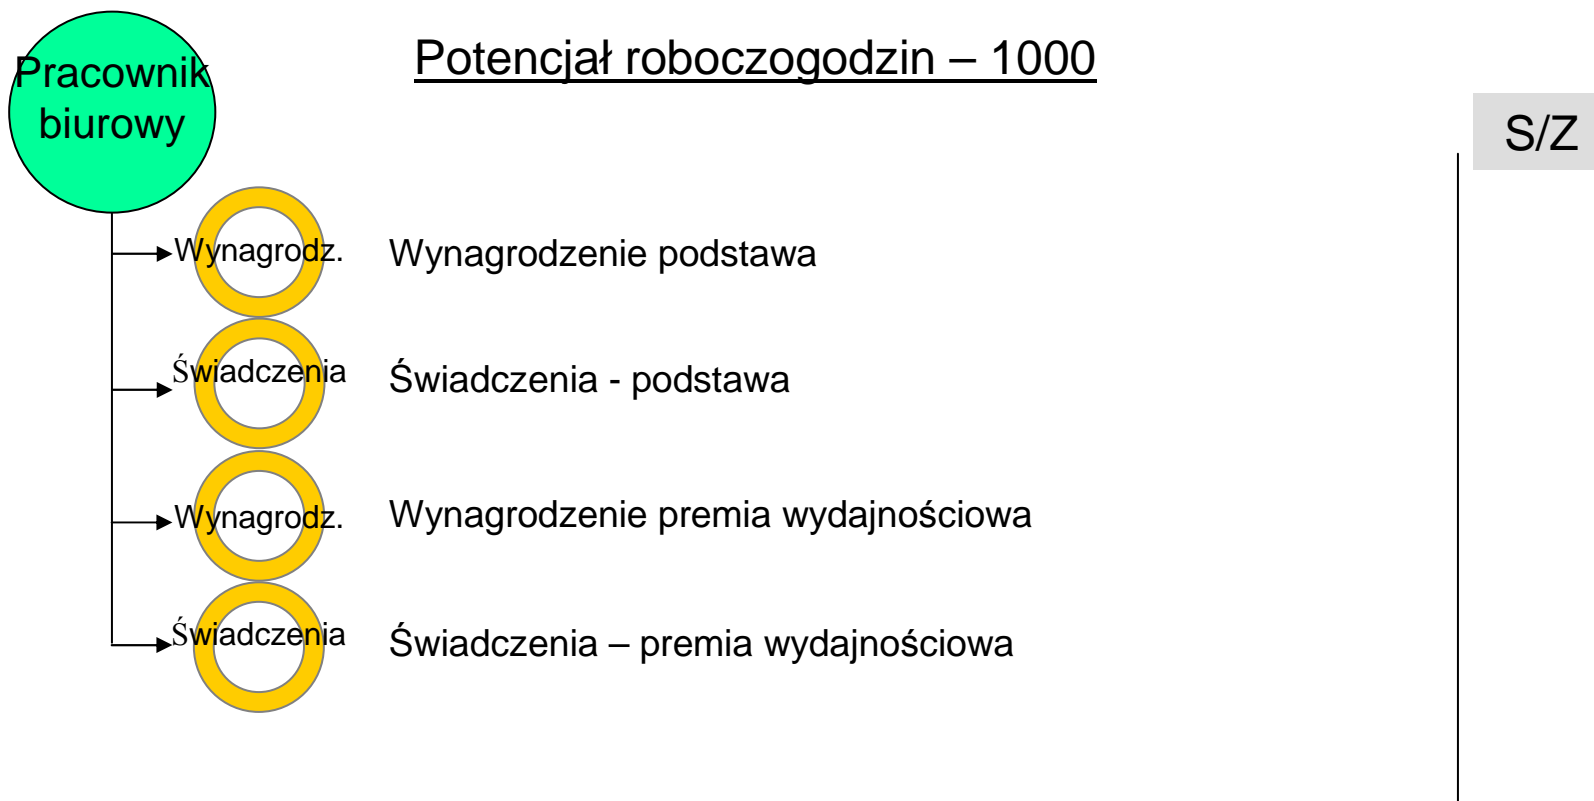 Pracownik
biurowy
Potencjał roboczogodzin – 1000
S/Z
Wynagrodz.
Wynagrodzenie podstawa
Świadczenia
Świadczenia - podstawa
Wynagrodz.
Wynagrodzenie premia wydajnościowa
Świadczenia
Świadczenia – premia wydajnościowa